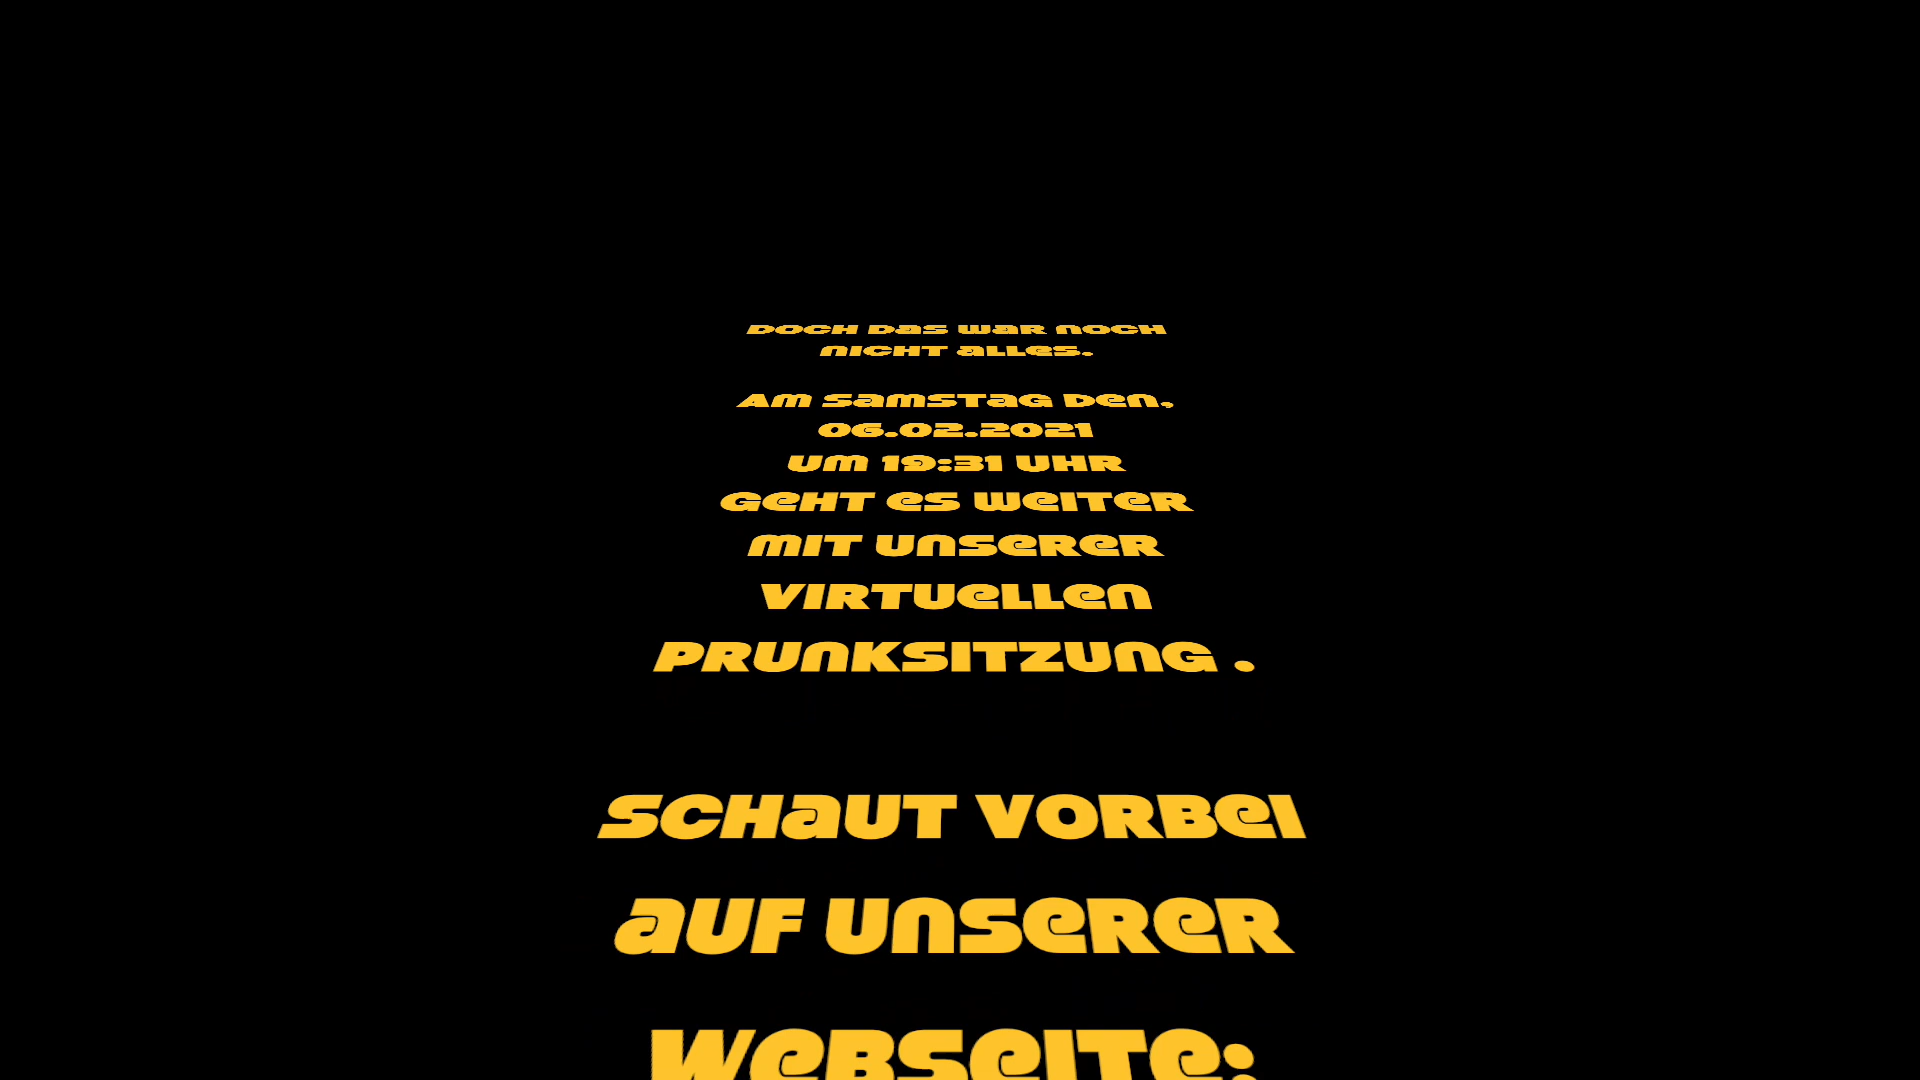 Doch das war noch
nicht alles.
Am Samstag den,
06.02.2021
um 19:31 Uhr
geht es weiter
mit unserer
virtuellen
Prunksitzung .
Schaut vorbei
auf unserer
Webseite: